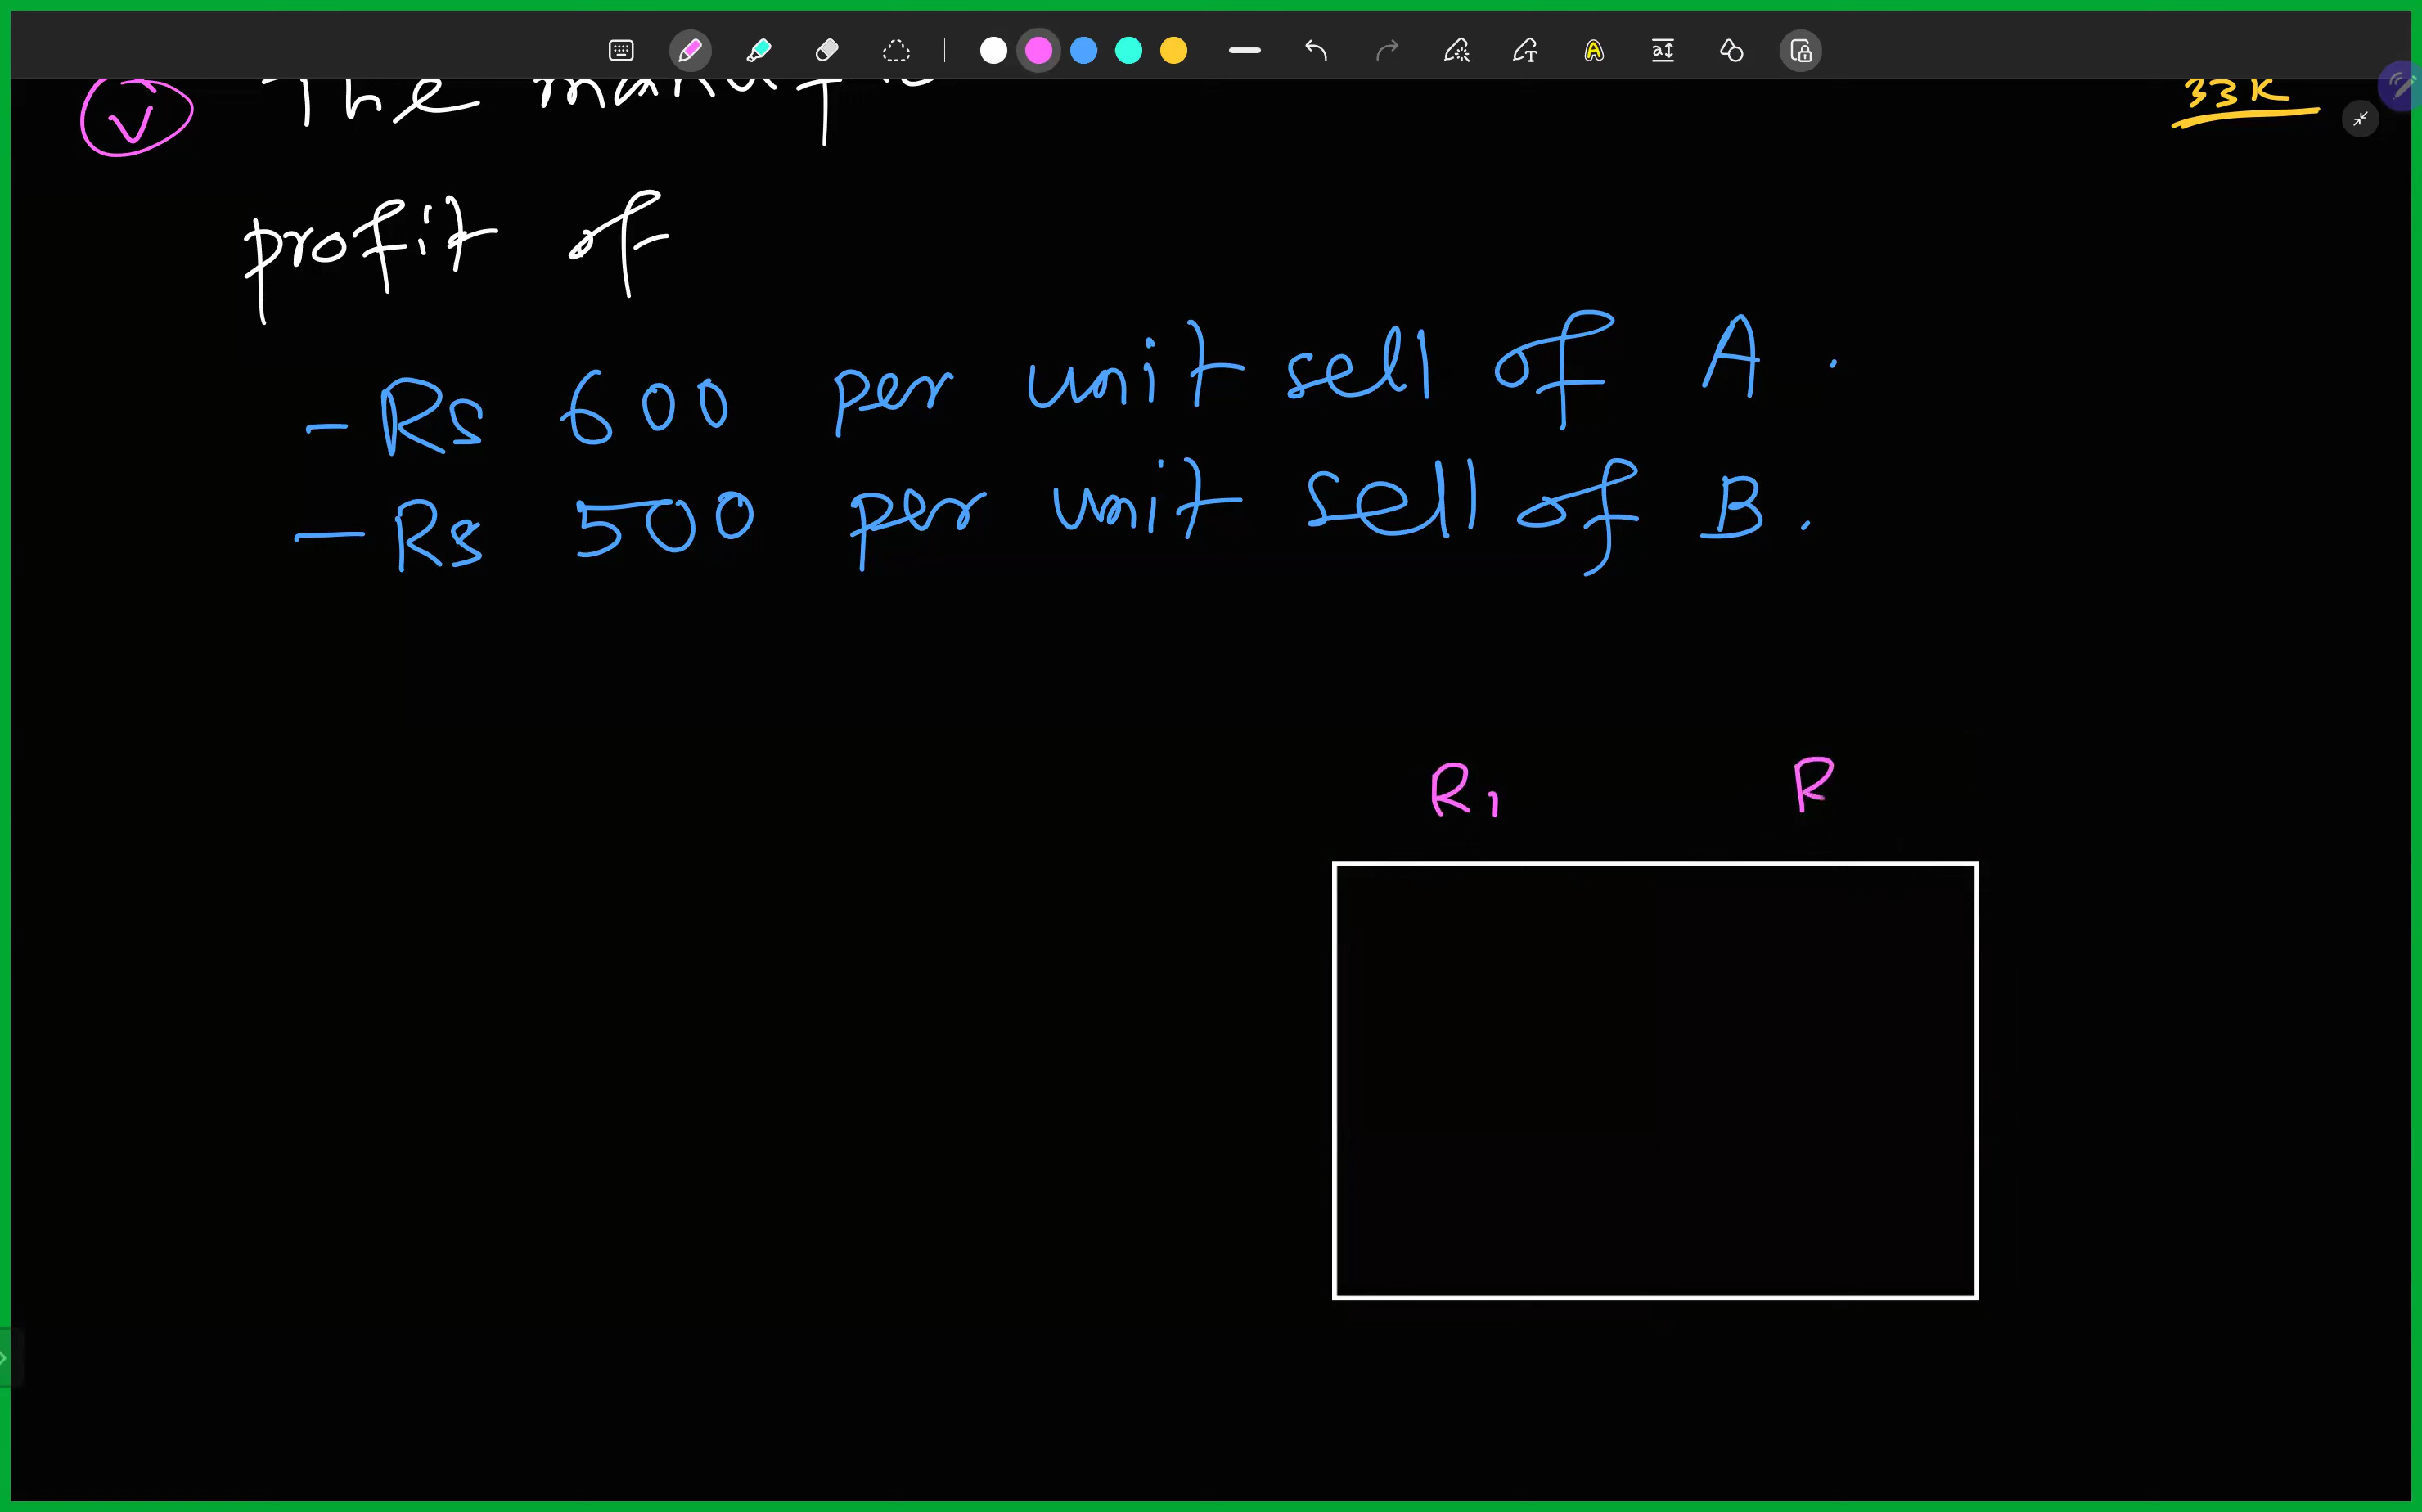 v The
33K
profit of
- Rs 600 per unit sell of A.
- Rs 500 per unit sell of B.
R1 R